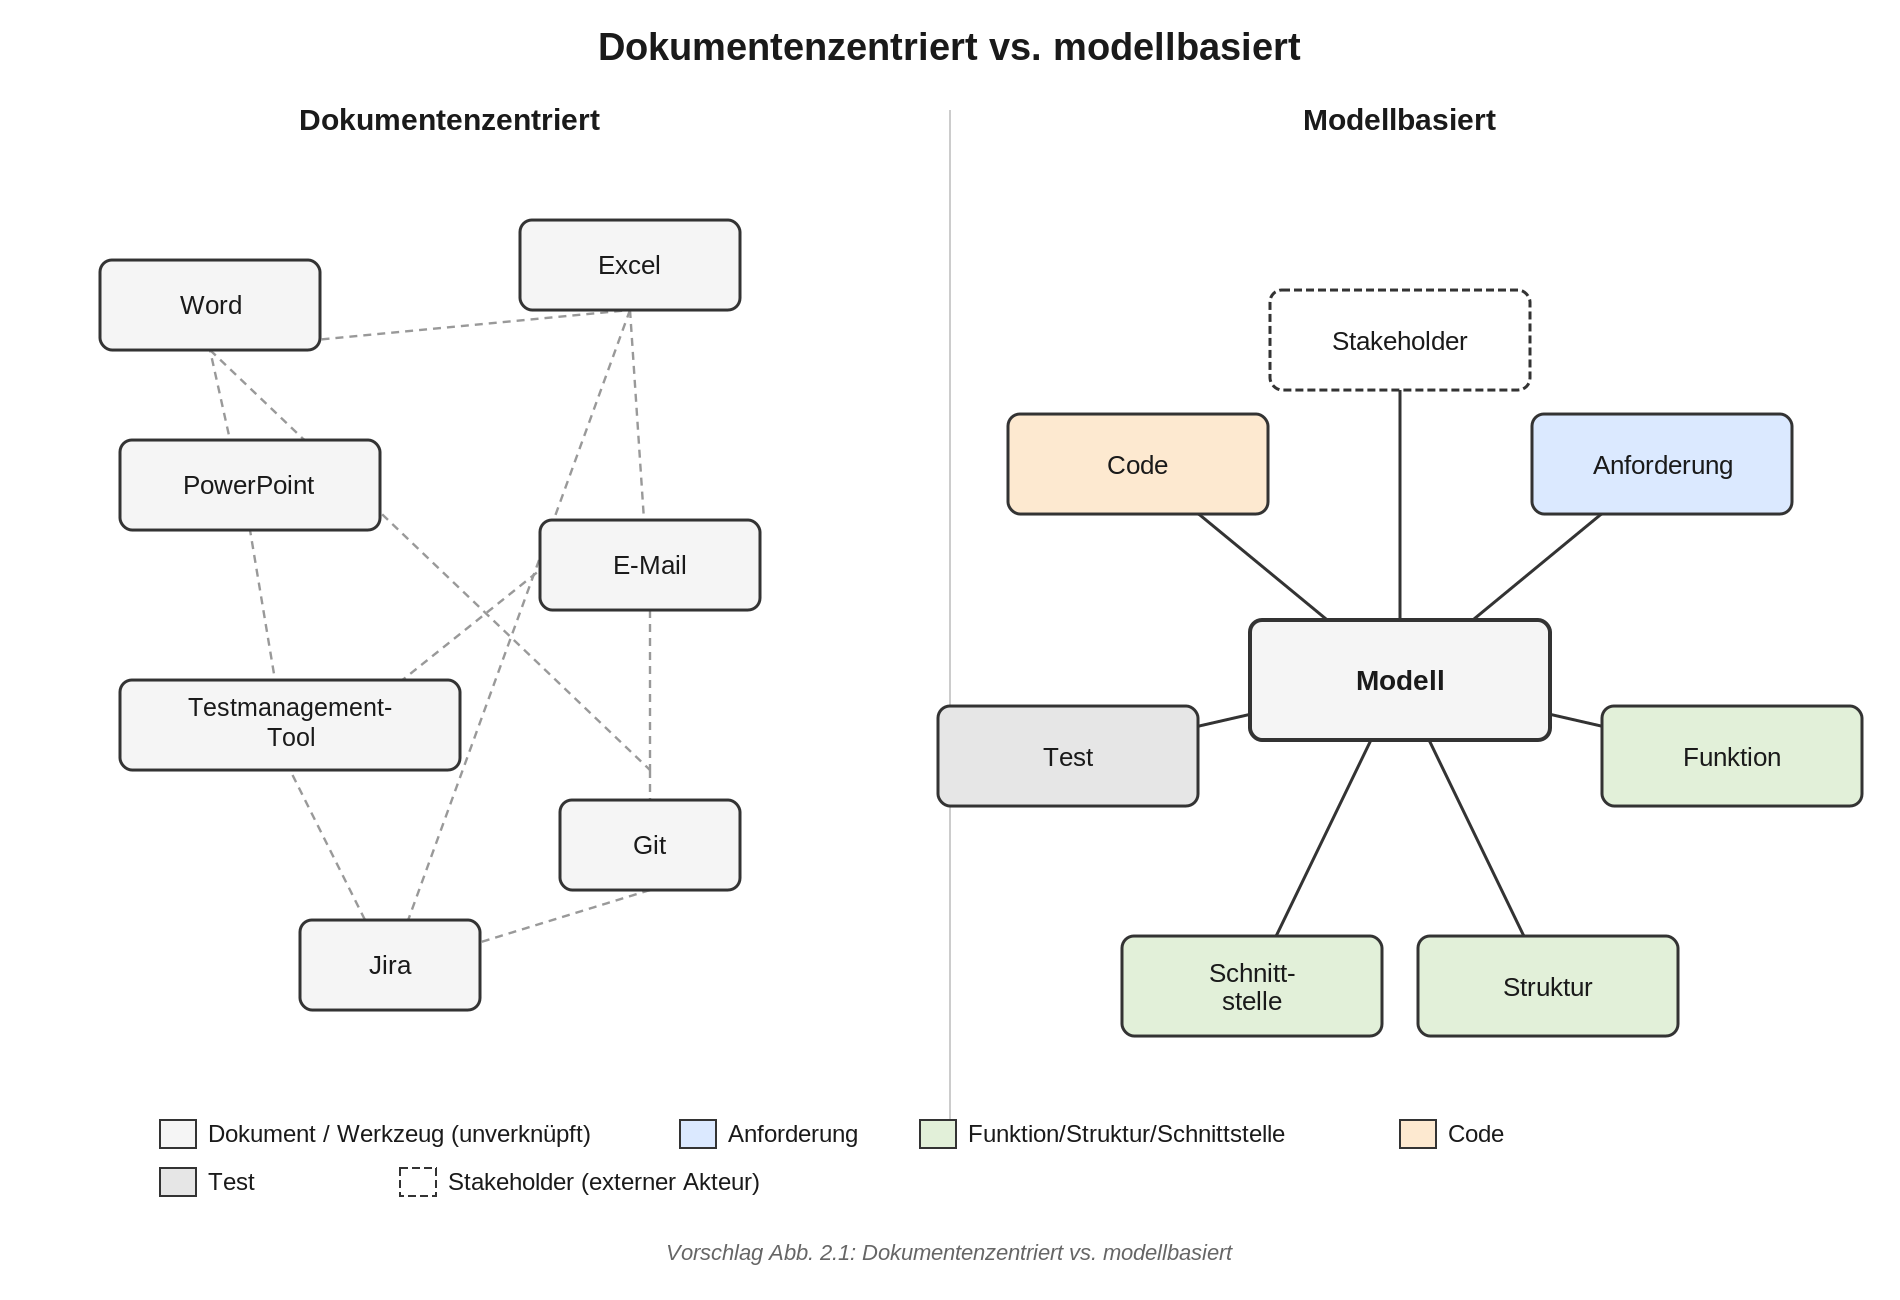 Dokumentenzentriert vs. modellbasiert
Dokumentenzentriert
Word
Excel
PowerPoint
E-Mail
Testmanagement-
Tool
Git
Jira
Modellbasiert
Stakeholder
Code
Anforderung
Modell
Test
Funktion
Schnitt-
stelle
Struktur
Dokument / Werkzeug (unverknüpft)
Anforderung
Funktion/Struktur/Schnittstelle
Code
Test
Stakeholder (externer Akteur)
Vorschlag Abb. 2.1: Dokumentenzentriert vs. modellbasiert